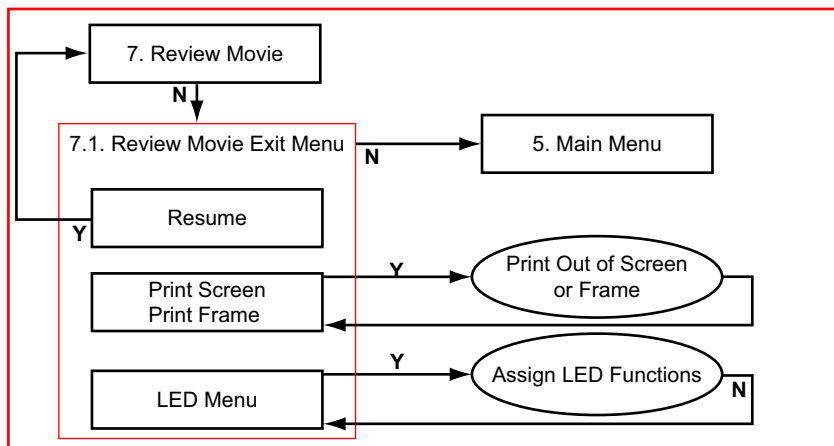 7. Review Movie
N
7.1. Review Movie Exit Menu
N
5. Main Menu
Resume
Y
Print Screen
Print Frame
Y
Print Out of Screen
or Frame
LED Menu
Y
Assign LED Functions
N